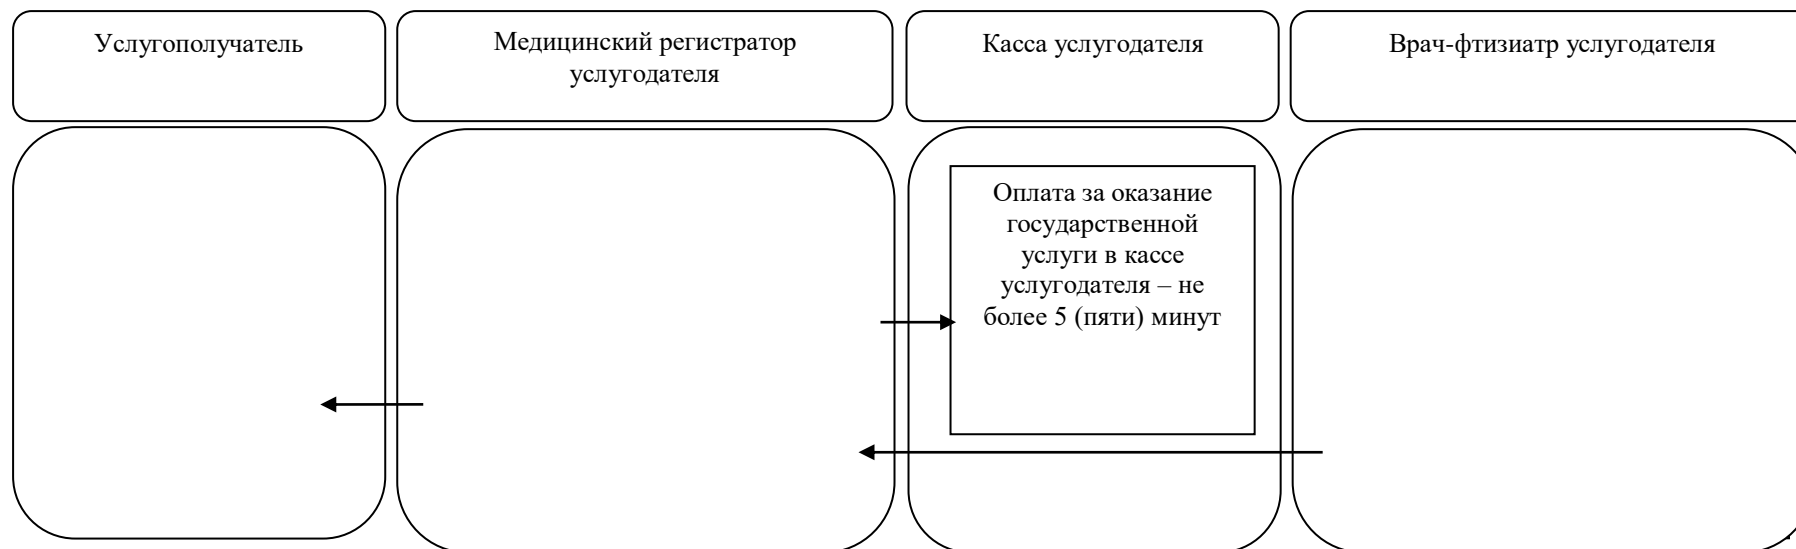 Услугополучатель
Медицинский регистратор
услугодателя
Касса услугодателя
Врач-фтизиатр услугодателя
Оплата за оказание
государственной
услуги в кассе
услугодателя – не
более 5 (пяти) минут